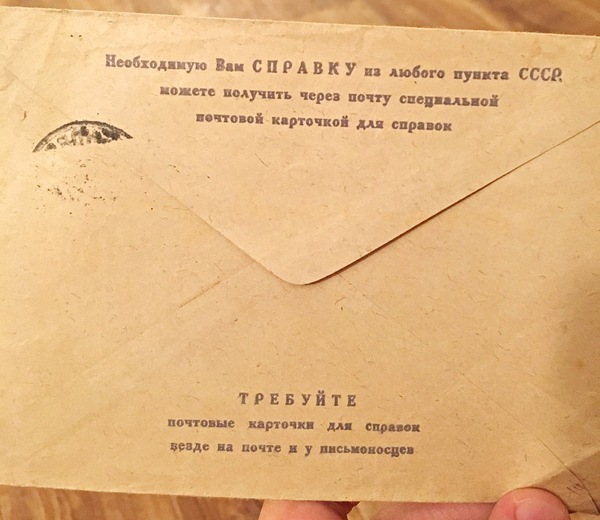 Необходимую Вам СПРАВКУ из любого пункта СССР,
можете получить через почту специальной
почтовой карточкой для справок
ТРЕБУЙТЕ
почтовые карточки для справок
везде на почте и у письмоносцев